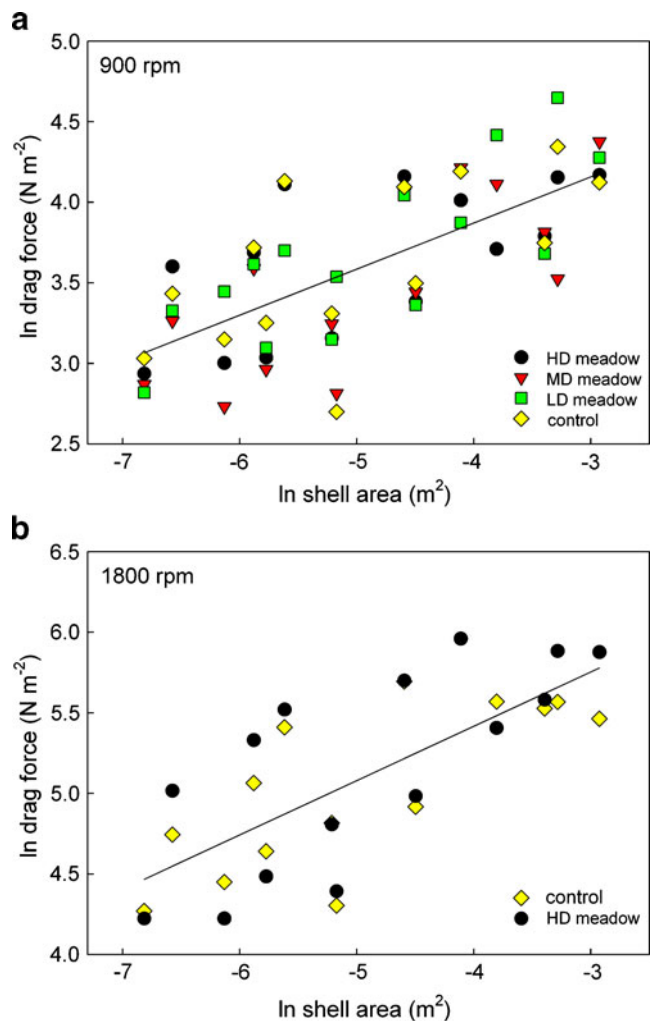 a
5.0
900 rpm
4.5
4.0
3.5
3.0
2.5
ln drag force (N m⁻²)
HD meadow
MD meadow
LD meadow
control
-7 -6 -5 -4 -3
ln shell area (m²)
b
6.5
1800 rpm
6.0
5.5
5.0
4.5
4.0
ln drag force (N m⁻²)
control
HD meadow
-7 -6 -5 -4 -3
ln shell area (m²)